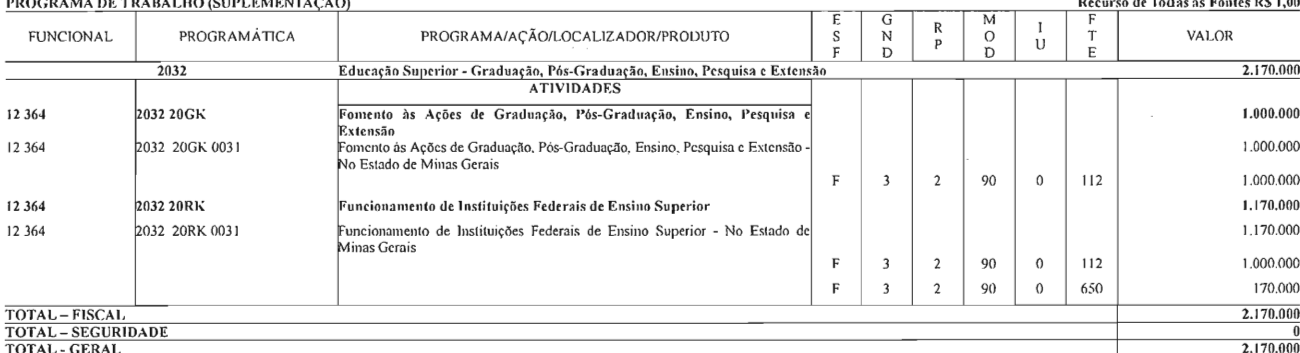 PROGRAMA DE TRABALHO (SUPLEMENTAÇÃO) Recurso de Todas as Fontes R$ 1,00
FUNCIONAL PROGRAMÁTICA PROGRAMA/AÇÃO/LOCALIZADOR/PRODUTO ESF GND RP MOD IU FTE VALOR
2032 Educação Superior - Graduação, Pós-Graduação, Ensino, Pesquisa e Extensão 2.170.000
ATIVIDADES
12 364 2032 20GK Fomento às Ações de Graduação, Pós-Graduação, Ensino, Pesquisa e 1.000.000
Extensão
12 364 2032 20GK 0031 Fomento às Ações de Graduação, Pós-Graduação, Ensino, Pesquisa e Extensão - 1.000.000
No Estado de Minas Gerais
F 3 2 90 0 112 1.000.000
12 364 2032 20RK Funcionamento de Instituições Federais de Ensino Superior 1.170.000
12 364 2032 20RK 0031 Funcionamento de Instituições Federais de Ensino Superior - No Estado de 1.170.000
Minas Gerais
F 3 2 90 0 112 1.000.000
F 3 2 90 0 650 170.000
TOTAL – FISCAL 2.170.000
TOTAL – SEGURIDADE 0
TOTAL - GERAL 2.170.000